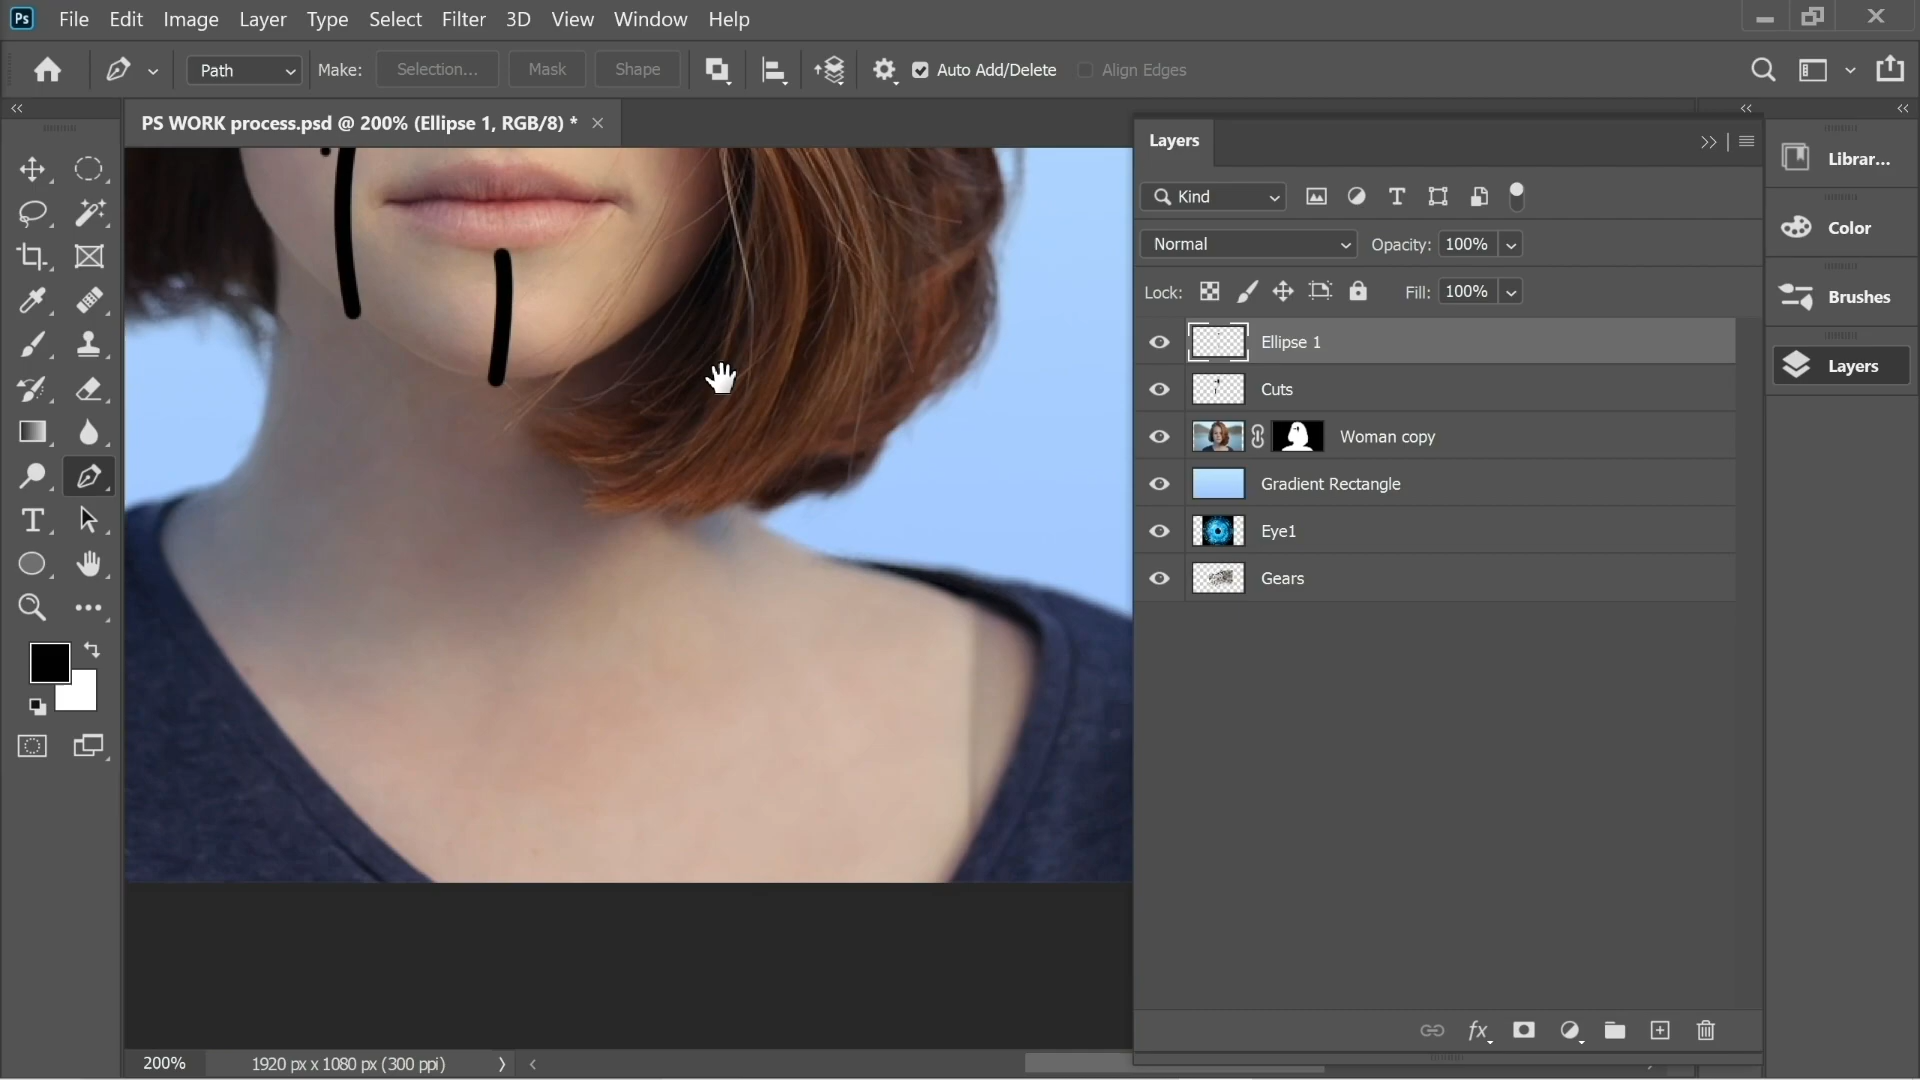 Ps File Edit Image Layer Type Select Filter 3D View Window Help
Path Make: Selection... Mask Shape Auto Add/Delete Align Edges
PS WORK process.psd @ 200% (Ellipse 1, RGB/8) *
Layers
Kind
Normal Opacity: 100%
Lock: Fill: 100%
Ellipse 1
Cuts
Woman copy
Gradient Rectangle
Eye1
Gears
Librar...
Color
Brushes
Layers
fx
200% 1920 px x 1080 px (300 ppi)